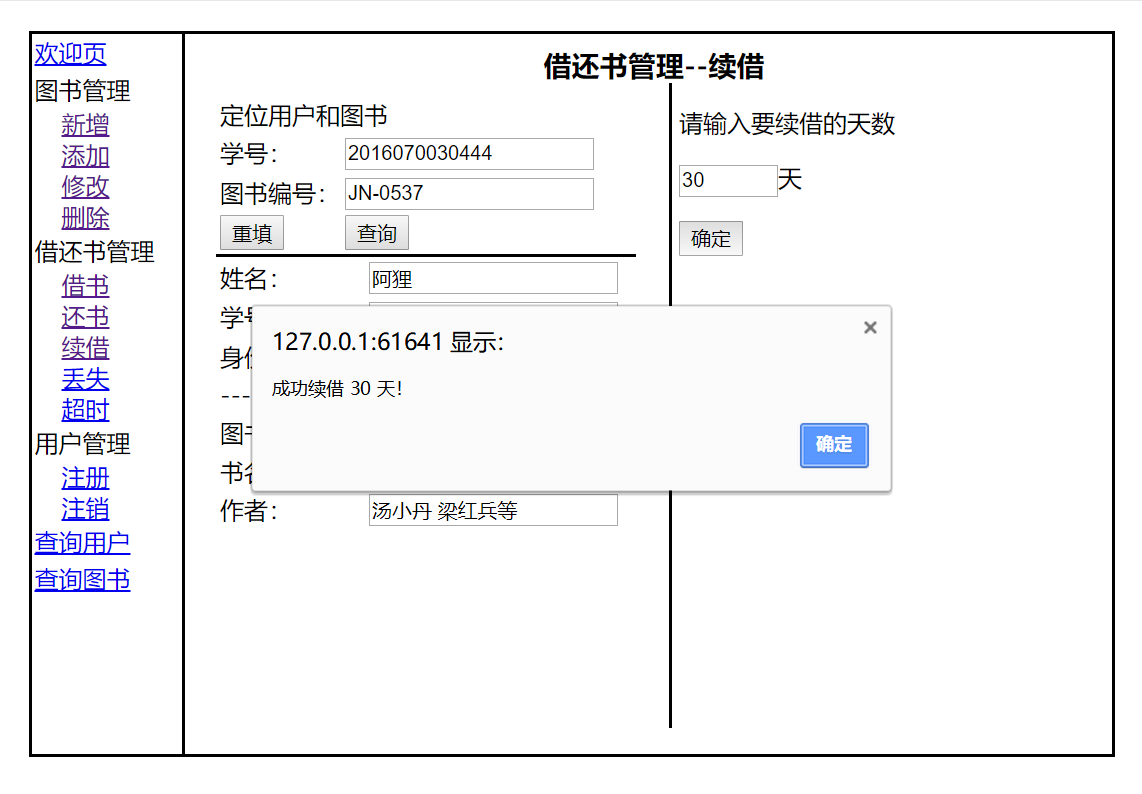 欢迎页
图书管理
新增
添加
修改
删除
借还书管理
借书
还书
续借
丢失
超时
用户管理
注册
注销
查询用户
查询图书
借还书管理--续借
定位用户和图书
学号： 2016070030444
图书编号： JN-0537
重填 查询
姓名： 阿狸
学号
---
图书
书名
作者： 汤小丹 梁红兵等
请输入要续借的天数
30 天
确定
127.0.0.1:61641 显示:
成功续借 30 天！
确定